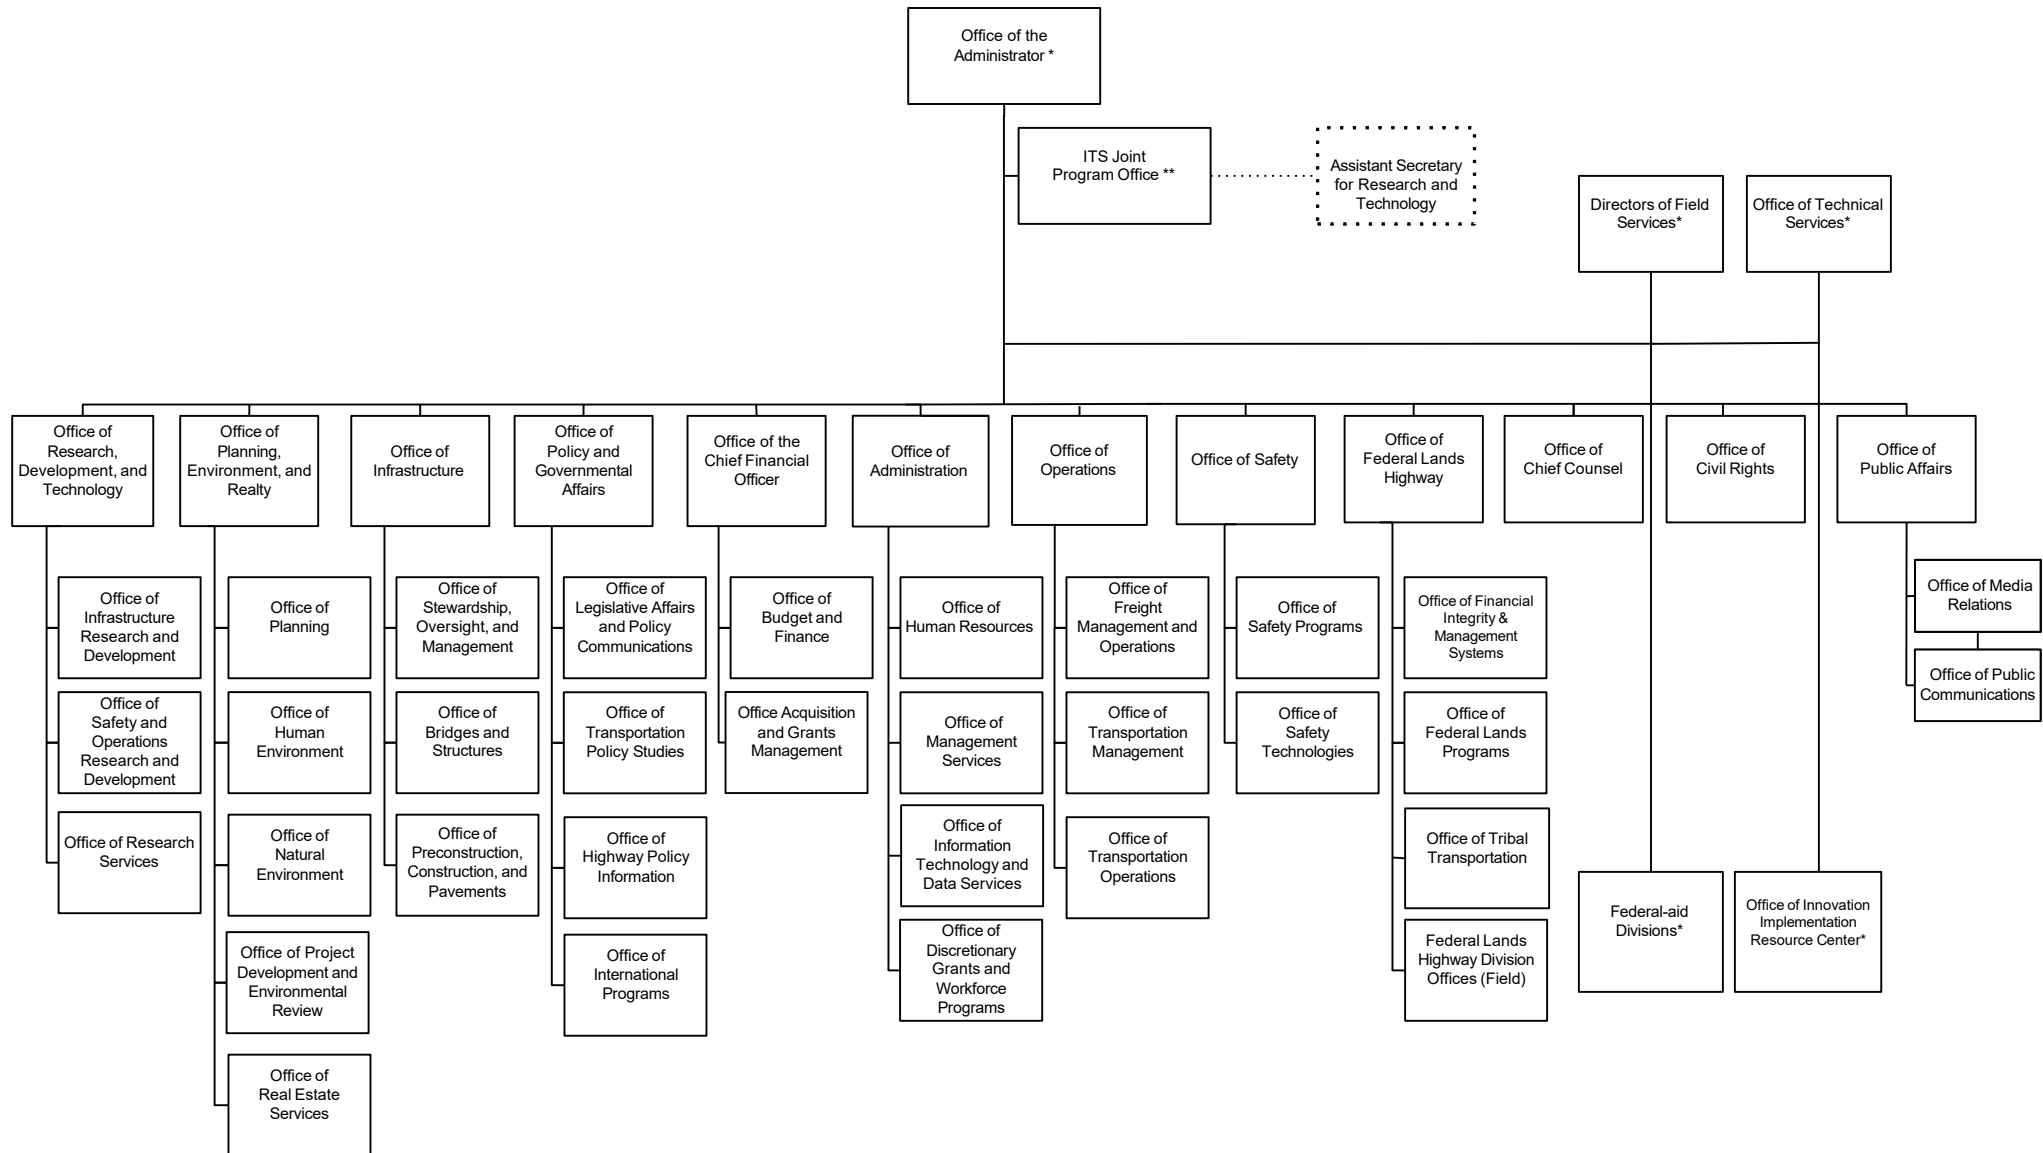 Office of the
Administrator *
ITS Joint
Program Office **
Assistant Secretary
for Research and
Technology
Directors of Field
Services*
Office of Technical
Services*
Office of
Research,
Development, and
Technology
Office of
Planning,
Environment, and
Realty
Office of
Infrastructure
Office of
Policy and
Governmental
Affairs
Office of the
Chief Financial
Officer
Office of
Administration
Office of
Operations
Office of Safety
Office of
Federal Lands
Highway
Office of
Chief Counsel
Office of
Civil Rights
Office of
Public Affairs
Office of
Infrastructure
Research and
Development
Office of
Safety and
Operations
Research and
Development
Office of Research
Services
Office of
Planning
Office of
Human
Environment
Office of
Natural
Environment
Office of Project
Development and
Environmental
Review
Office of
Real Estate
Services
Office of
Stewardship,
Oversight, and
Management
Office of
Bridges and
Structures
Office of
Preconstruction,
Construction, and
Pavements
Office of
Legislative Affairs
and Policy
Communications
Office of
Transportation
Policy Studies
Office of
Highway Policy
Information
Office of
International
Programs
Office of
Budget and
Finance
Office Acquisition
and Grants
Management
Office of
Human Resources
Office of
Management
Services
Office of
Information
Technology and
Data Services
Office of
Discretionary
Grants and
Workforce
Programs
Office of
Freight
Management and
Operations
Office of
Transportation
Management
Office of
Transportation
Operations
Office of
Safety Programs
Office of
Safety
Technologies
Office of Financial
Integrity &
Management
Systems
Office of
Federal Lands
Programs
Office of Tribal
Transportation
Federal Lands
Highway Division
Offices (Field)
Federal-aid
Divisions*
Office of Innovation
Implementation
Resource Center*
Office of Media
Relations
Office of Public
Communications